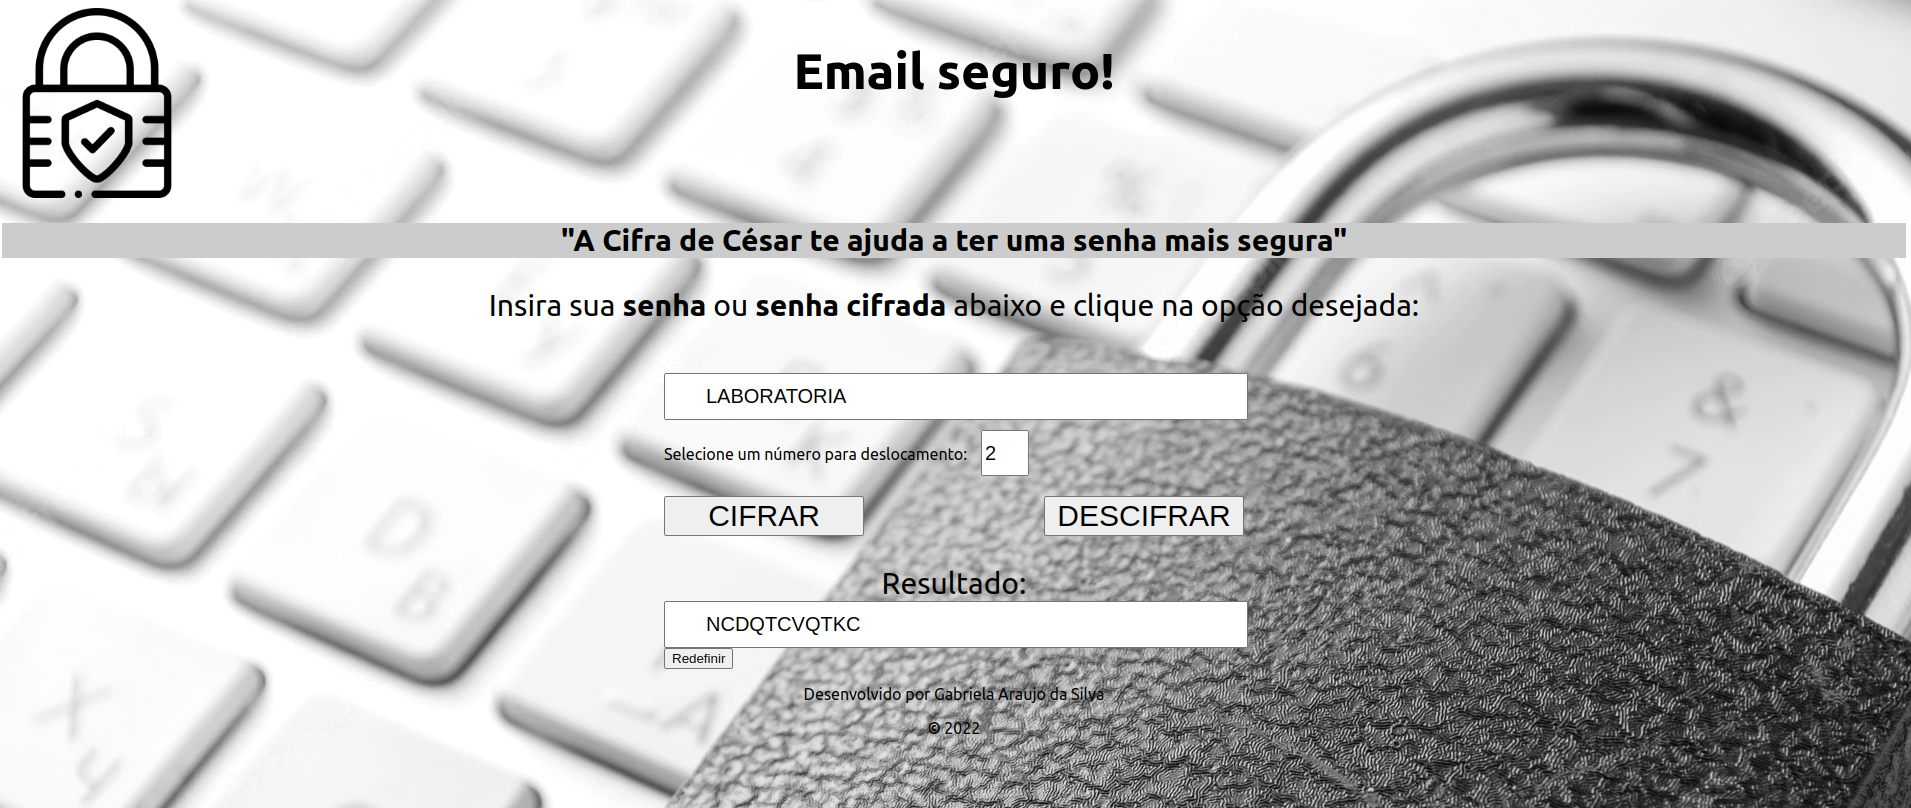 Email seguro!
"A Cifra de César te ajuda a ter uma senha mais segura"
Insira sua senha ou senha cifrada abaixo e clique na opção desejada:
LABORATORIA
Selecione um número para deslocamento: 2
CIFRAR DESCIFRAR
Resultado:
NCDQTCVQTKC
Redefinir
Desenvolvido por Gabriela Araujo da Silva
© 2022